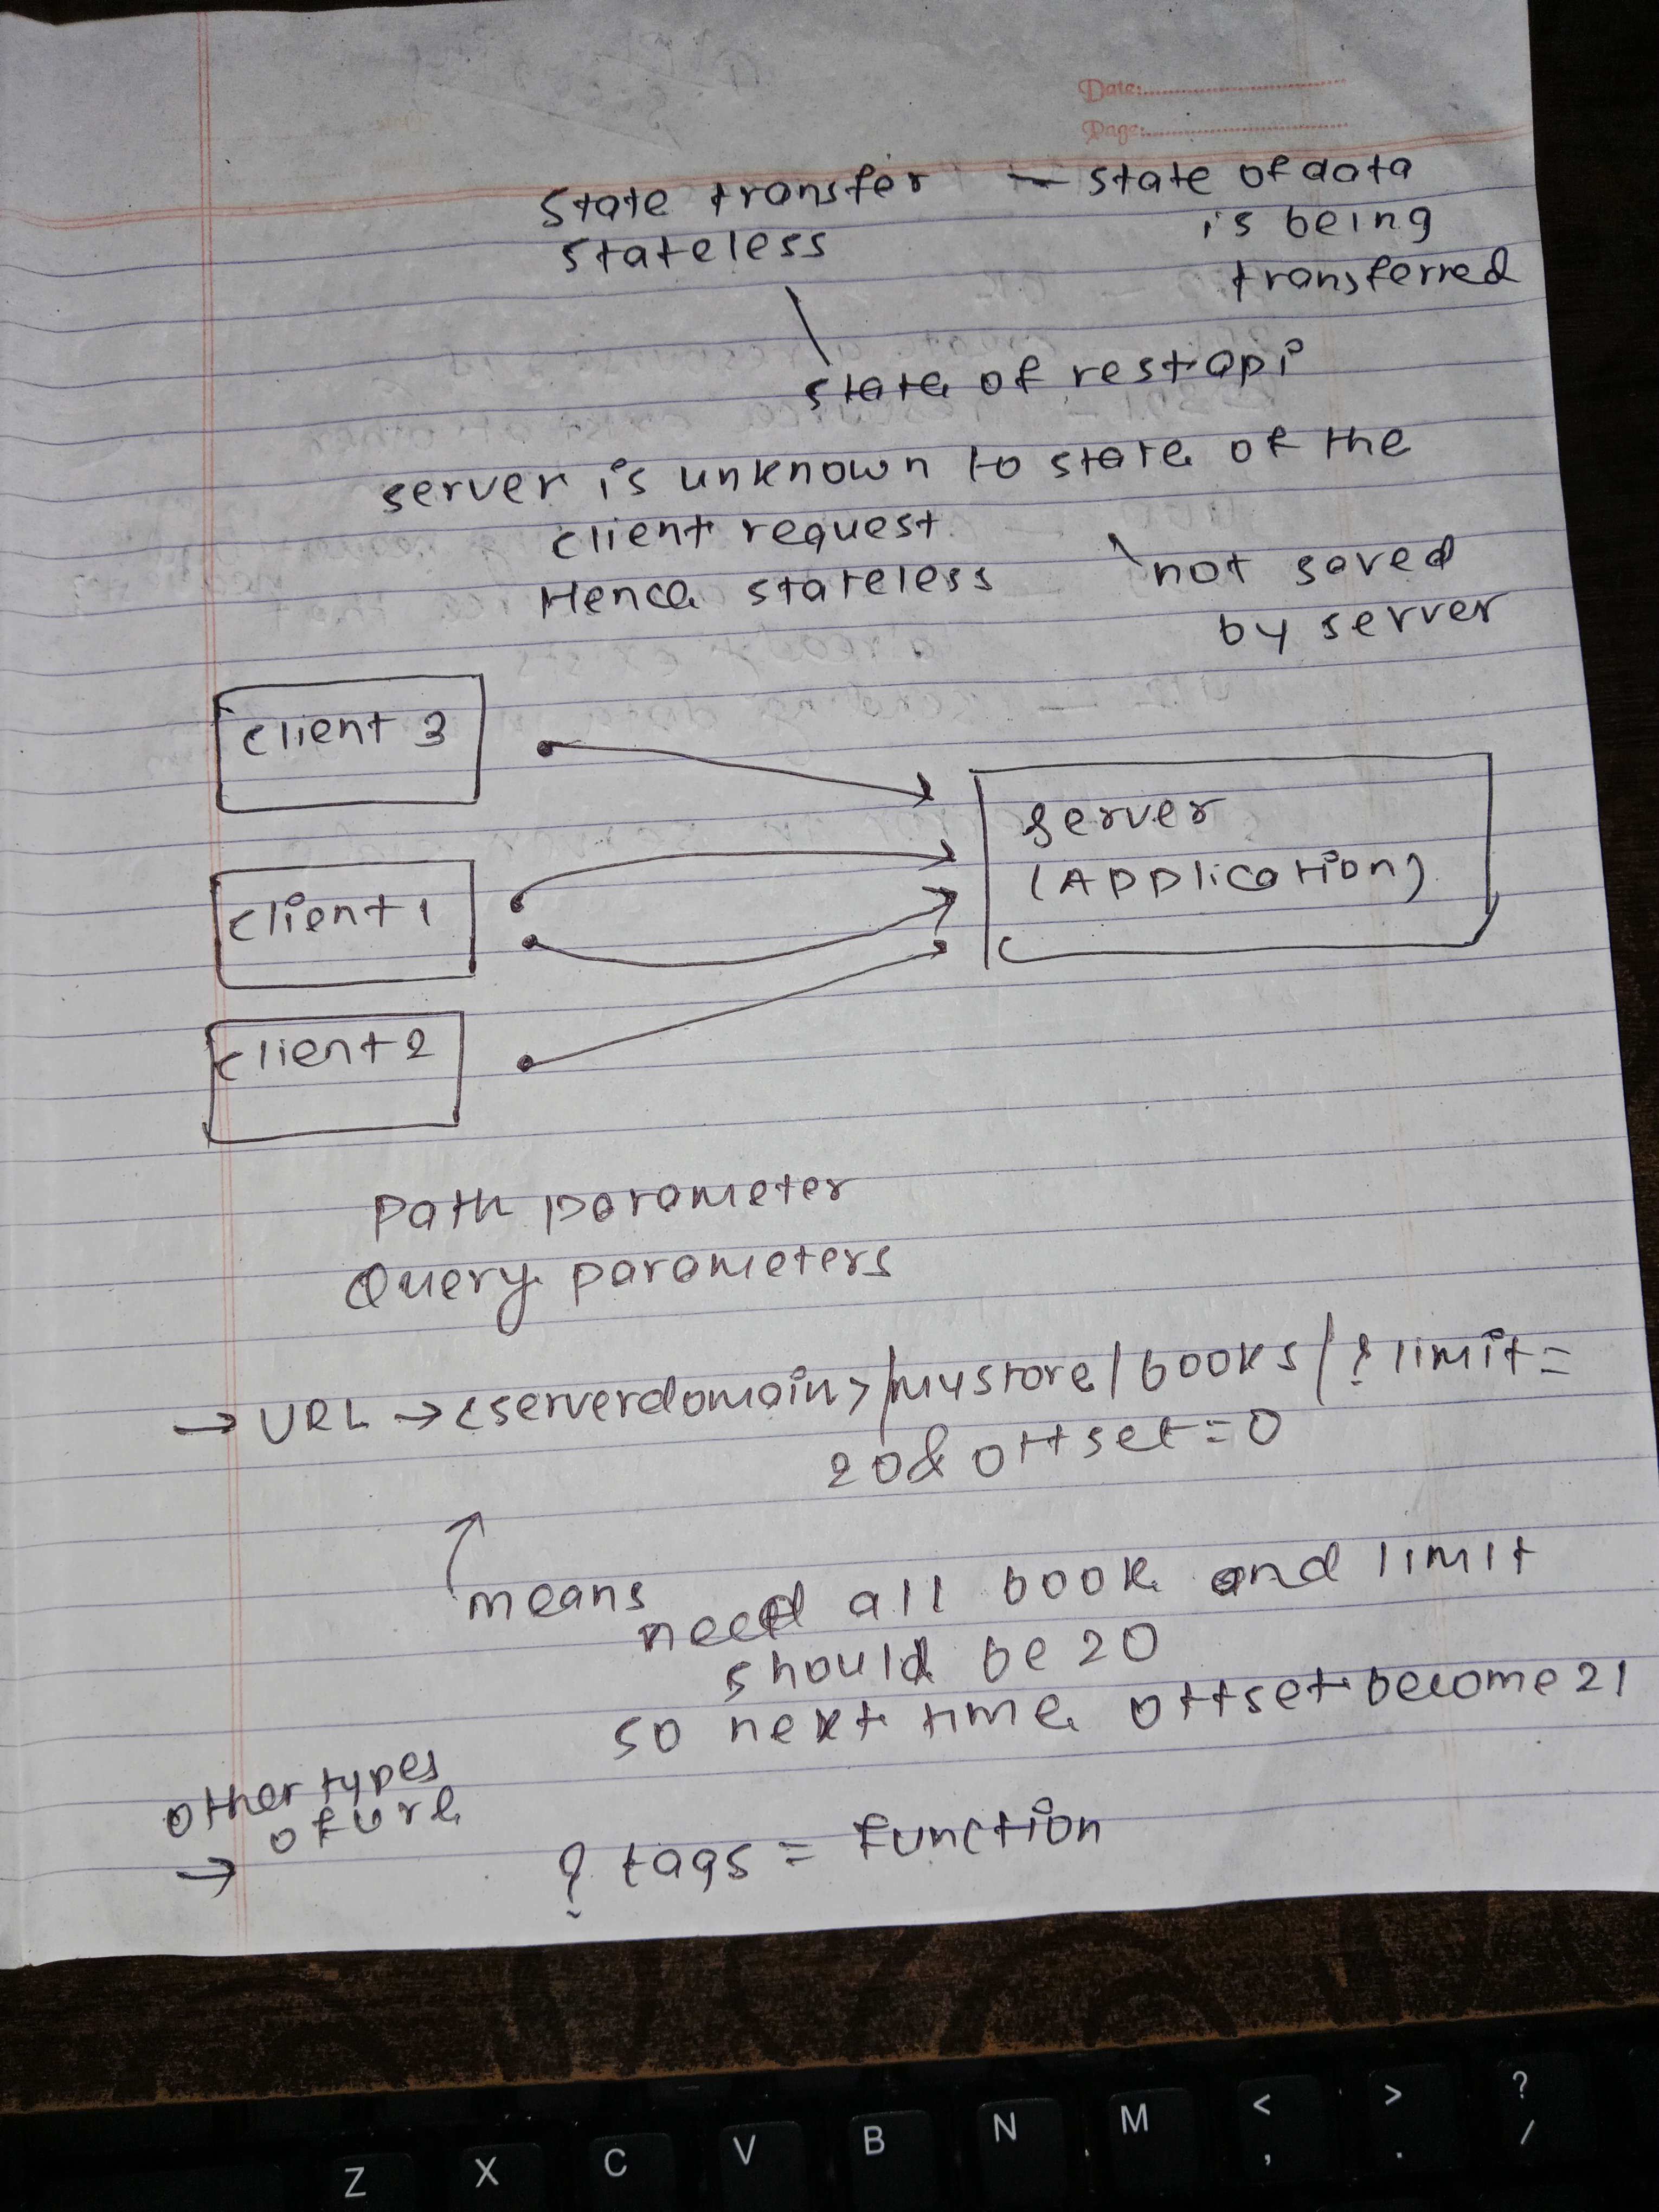 Date:
Page:
State transfer — state of data
is being
transferred
stateless
state of rest api
server is unknown to state of the
client request
not saved
by server
Hence stateless
client 3
server
(Application)
client 1
client 2
Path parameter
Query parameters
→ URL → <serverdomain>/mystore/books/?limit=
20&offset=0
means
need all book and limit
should be 20
so next time offset become 21
other types
of url
→ ? tags = function
Z X C V B N M < , > . ? /